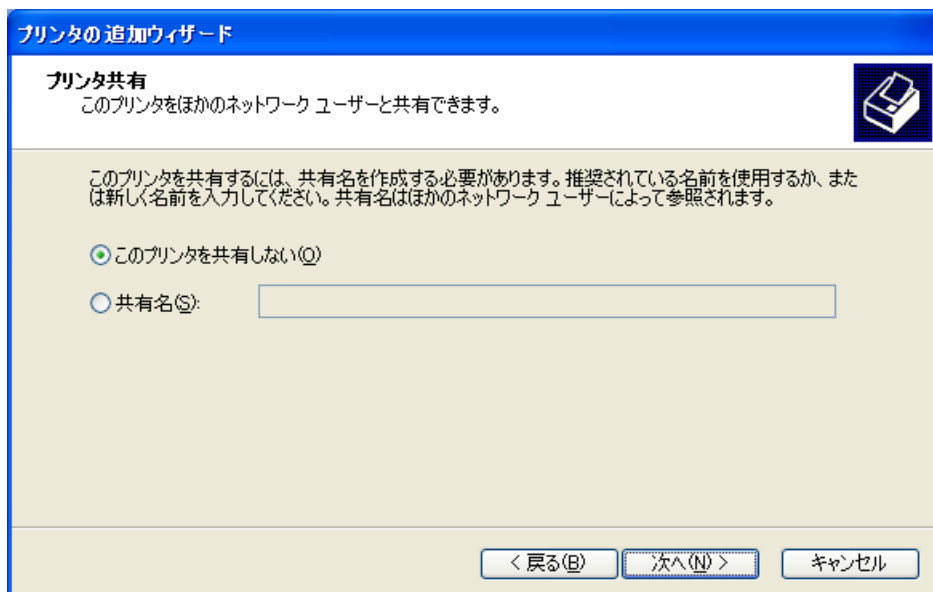 プリンタの追加ウィザード
プリンタ共有
このプリンタをほかのネットワーク ユーザーと共有できます。
このプリンタを共有するには、共有名を作成する必要があります。推奨されている名前を使用するか、また
は新しく名前を入力してください。共有名はほかのネットワーク ユーザーによって参照されます。
このプリンタを共有しない(O)
共有名(S):
< 戻る(B)
次へ(N) >
キャンセル